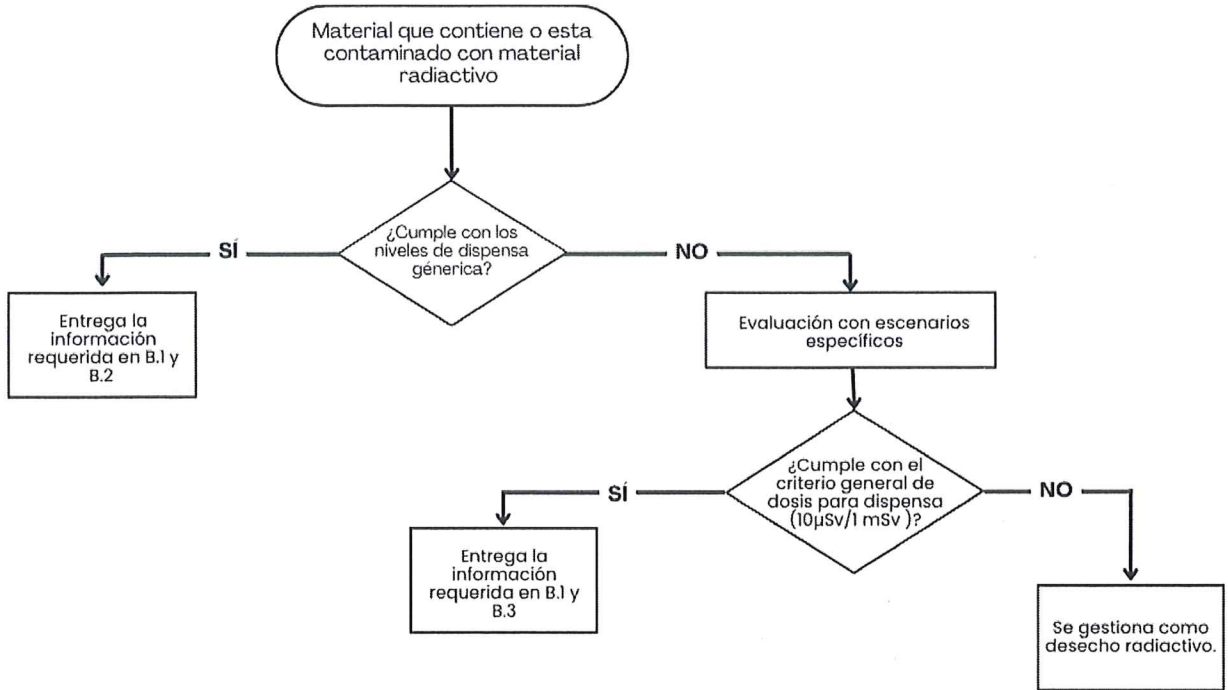 Material que contiene o esta
contaminado con material
radiactivo
¿Cumple con los
niveles de dispensa
génerica?
SÍ
NO
Entrega la
información
requerida en B.1 y
B.2
Evaluación con escenarios
específicos
¿Cumple con el
criterio general de
dosis para dispensa
(10µSv/1 mSv )?
SÍ
NO
Entrega la
información
requerida en B.1 y
B.3
Se gestiona como
desecho radiactivo.